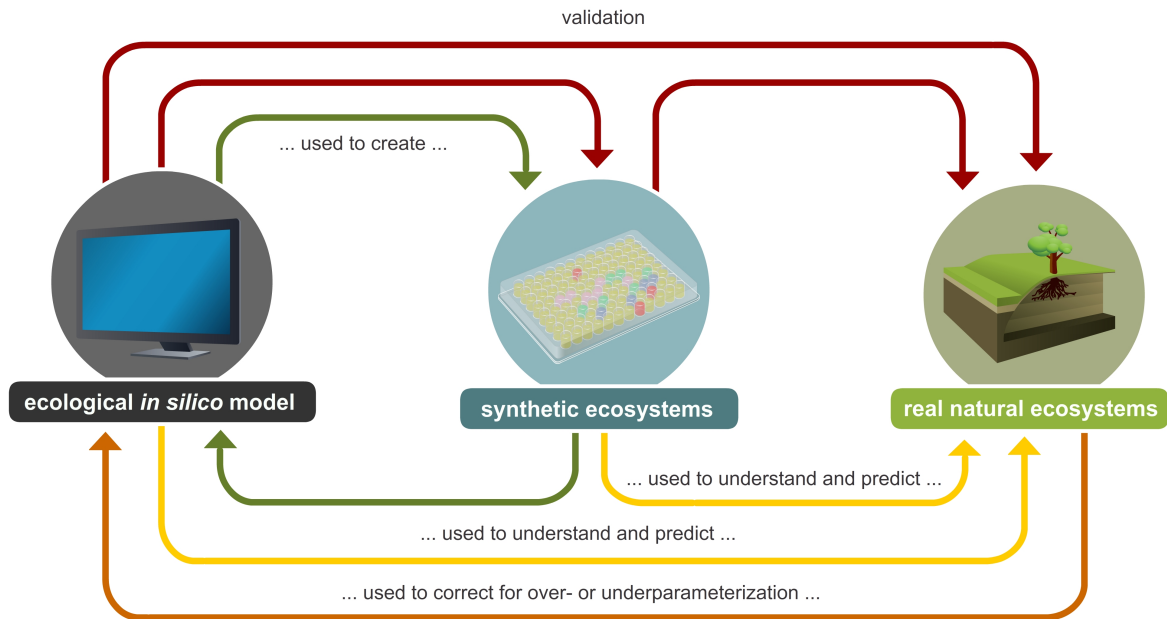 validation
... used to create ...
ecological in silico model
synthetic ecosystems
real natural ecosystems
... used to understand and predict ...
... used to understand and predict ...
... used to correct for over- or underparameterization ...